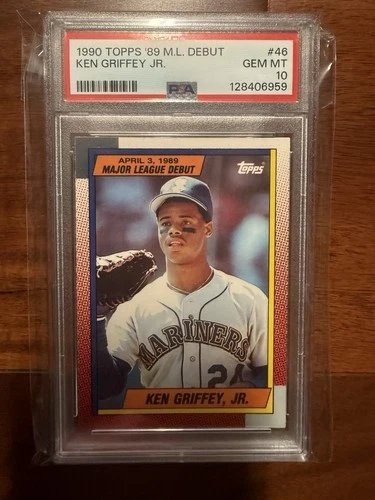 1990 TOPPS '89 M.L. DEBUT #46
KEN GRIFFEY JR. GEM MT
10
PSA 128406959
APRIL 3, 1989
MAJOR LEAGUE DEBUT
Topps
MARINERS
24
KEN GRIFFEY, JR.